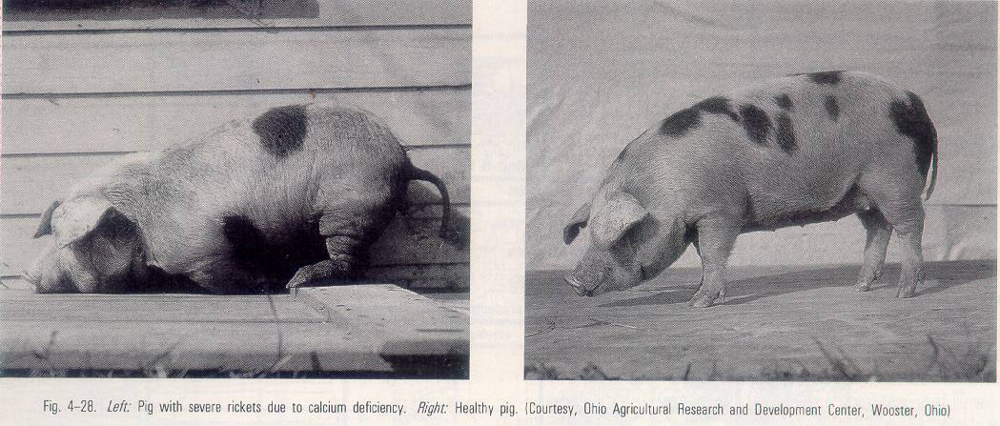 Fig. 4–28. Left: Pig with severe rickets due to calcium deficiency. Right: Healthy pig. (Courtesy, Ohio Agricultural Research and Development Center, Wooster, Ohio)